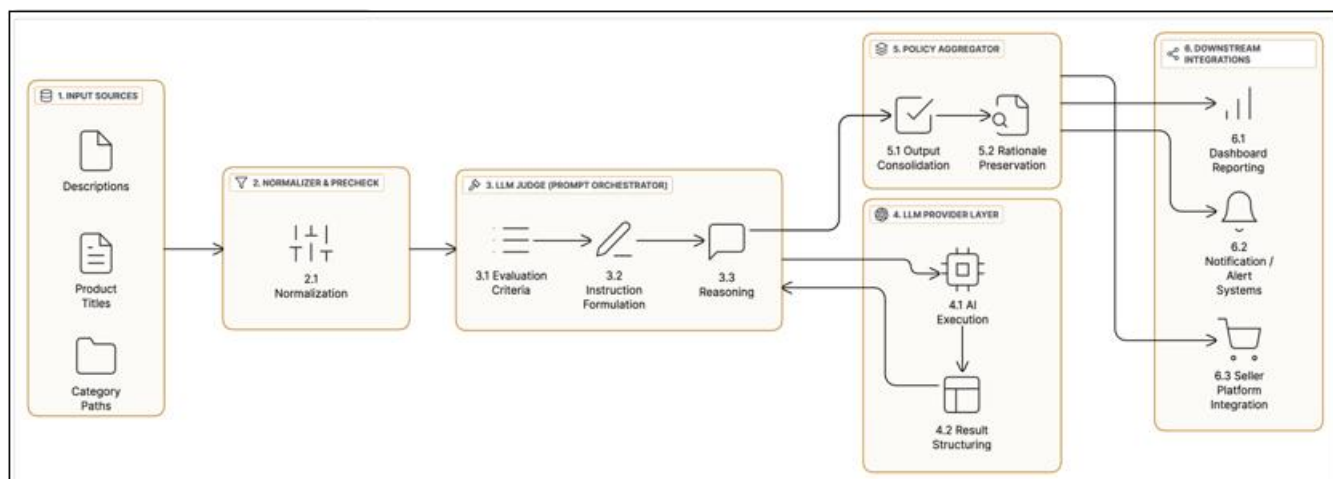 1. INPUT SOURCES
Descriptions
Product
Titles
Category
Paths
2. NORMALIZER & PRECHECK
2.1
Normalization
3. LLM JUDGE (PROMPT ORCHESTRATOR)
3.1 Evaluation
Criteria
3.2
Instruction
Formulation
3.3
Reasoning
5. POLICY AGGREGATOR
5.1 Output
Consolidation
5.2 Rationale
Preservation
4. LLM PROVIDER LAYER
4.1 AI
Execution
4.2 Result
Structuring
6. DOWNSTREAM
INTEGRATIONS
6.1
Dashboard
Reporting
6.2
Notification /
Alert
Systems
6.3 Seller
Platform
Integration